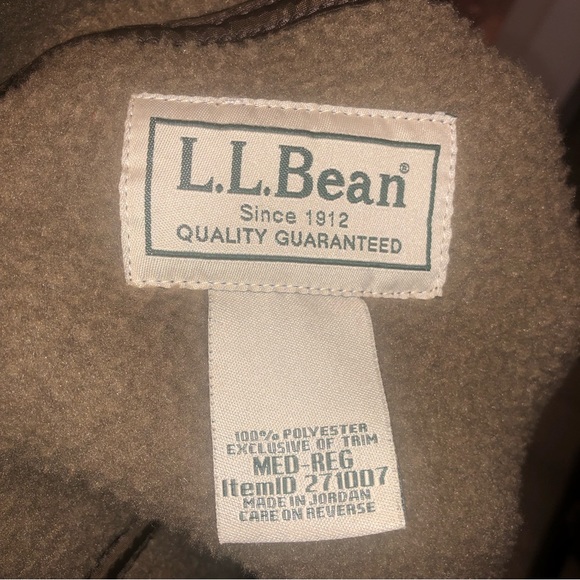 L.L.Bean®
Since 1912
QUALITY GUARANTEED
100% POLYESTER
EXCLUSIVE OF TRIM
MED-REG
ItemID 271007
MADE IN JORDAN
CARE ON REVERSE